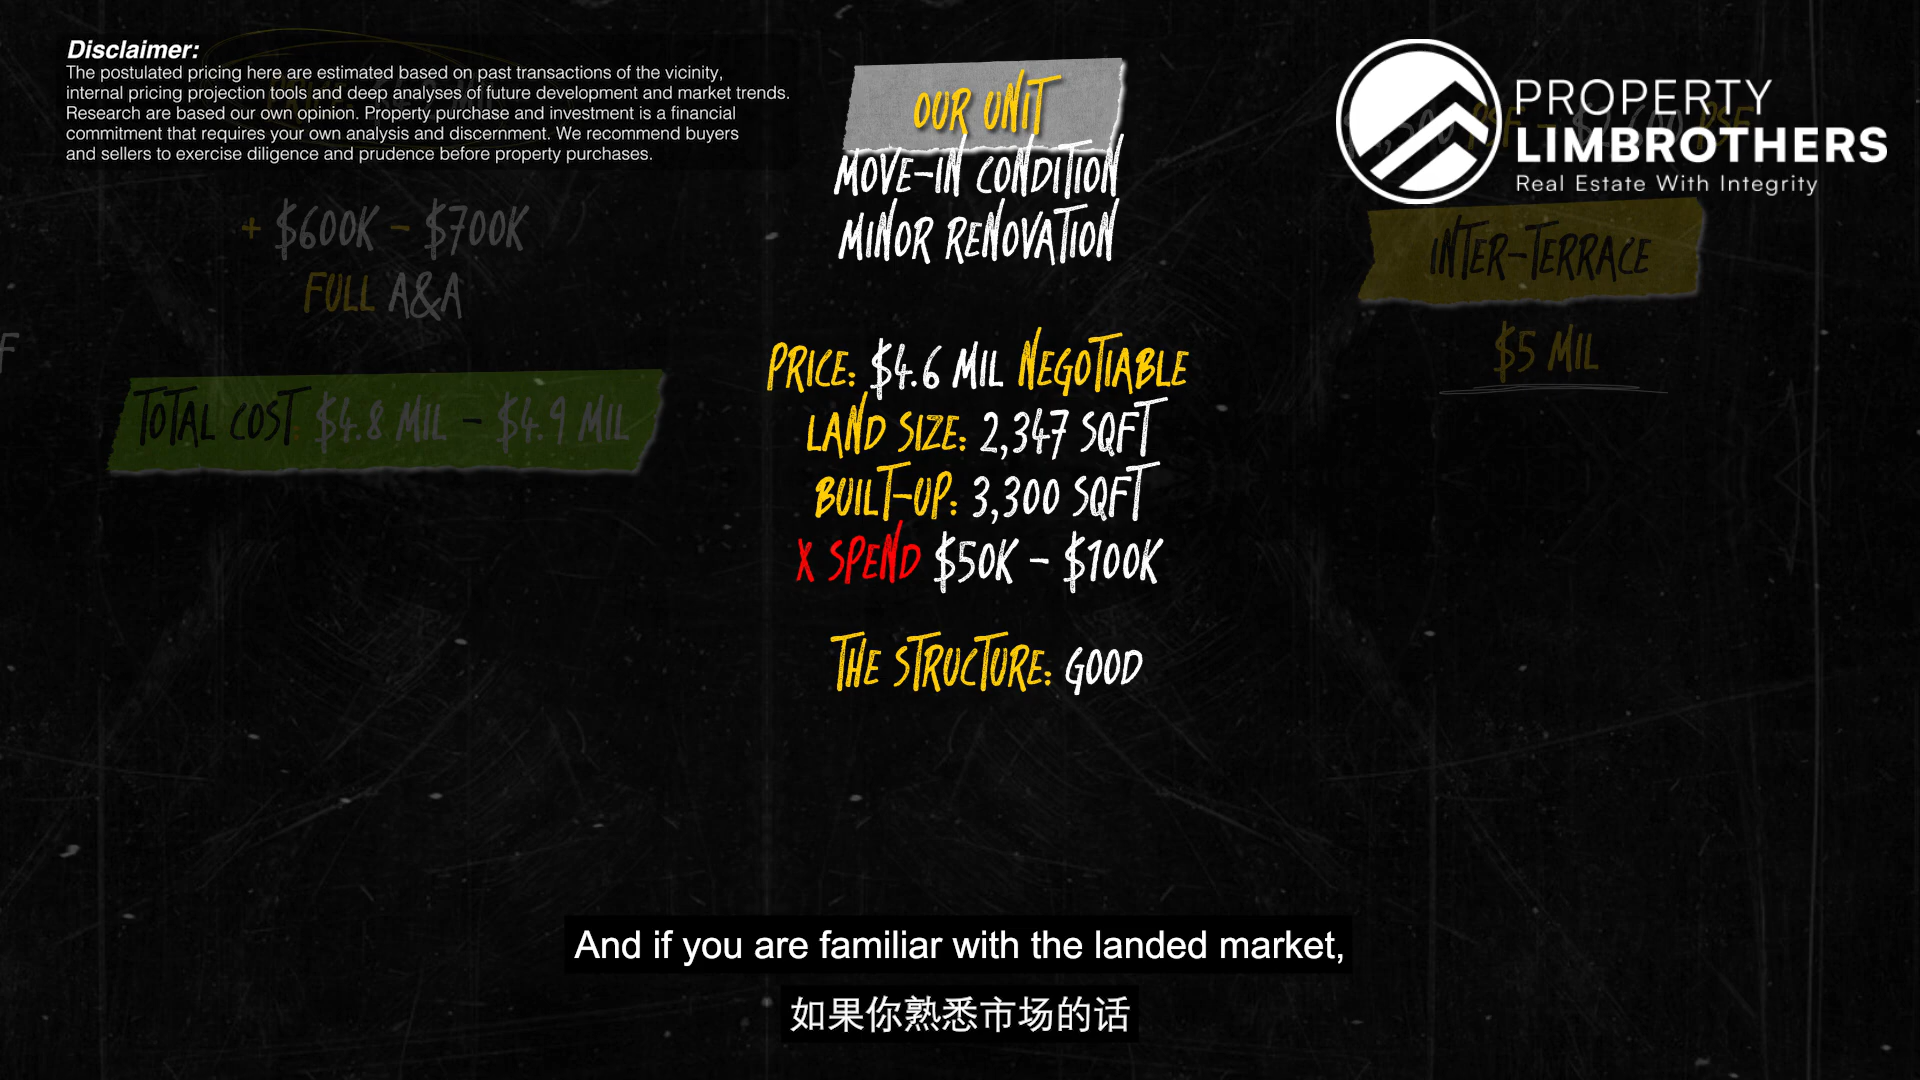 Disclaimer:
The postulated pricing here are estimated based on past transactions of the vicinity,
internal pricing projection tools and deep analyses of future development and market trends.
Research are based our own opinion. Property purchase and investment is a financial
commitment that requires your own analysis and discernment. We recommend buyers
and sellers to exercise diligence and prudence before property purchases.
+ $600K - $700K
FULL A&A
TOTAL COST: $4.8 MIL - $4.9 MIL
OUR UNIT
MOVE-IN CONDITION
MINOR RENOVATION
PRICE: $4.6 MIL NEGOTIABLE
LAND SIZE: 2,347 SQFT
BUILT-UP: 3,300 SQFT
X SPEND $50K - $100K
THE STRUCTURE: GOOD
PROPERTY
LIMBROTHERS
Real Estate With Integrity
INTER-TERRACE
$5 MIL
And if you are familiar with the landed market,
如果你熟悉市场的话